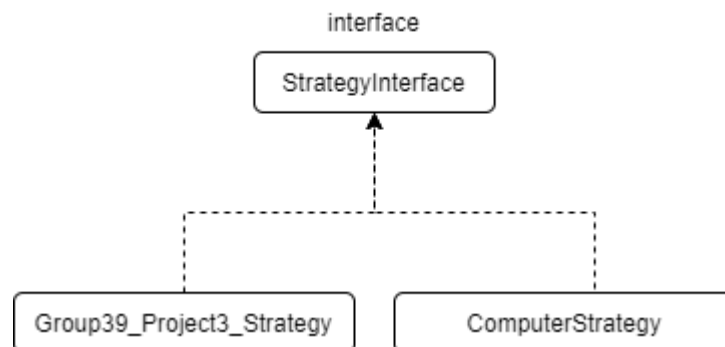 interface
StrategyInterface
Group39_Project3_Strategy
ComputerStrategy